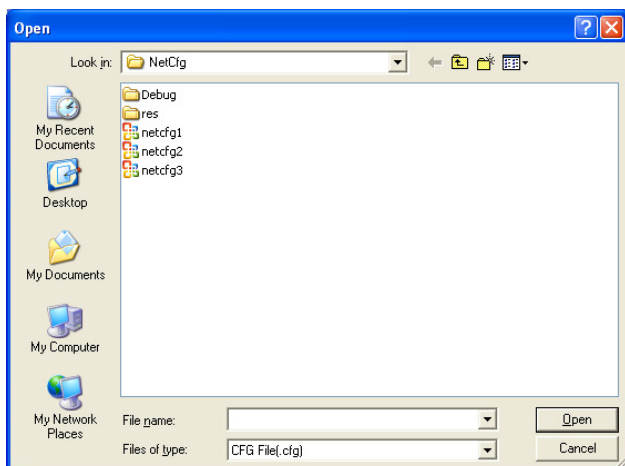 Open
Look in:
NetCfg
My Recent
Documents
Desktop
My Documents
My Computer
My Network
Places
Debug
res
netcfg1
netcfg2
netcfg3
File name:
Open
Files of type:
CFG File(.cfg)
Cancel